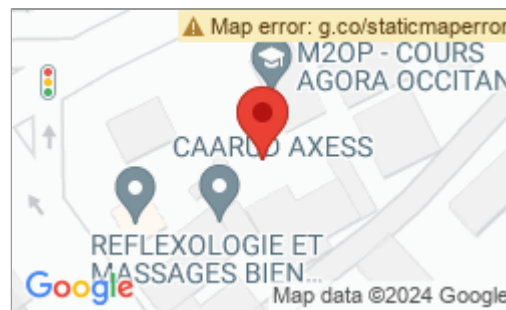 Map error: g.co/staticmaperror
M2OP - COURS
AGORA OCCITAN
CAARUD AXESS
REFLEXOLOGIE ET
MASSAGES BIEN...
Google
Map data ©2024 Google